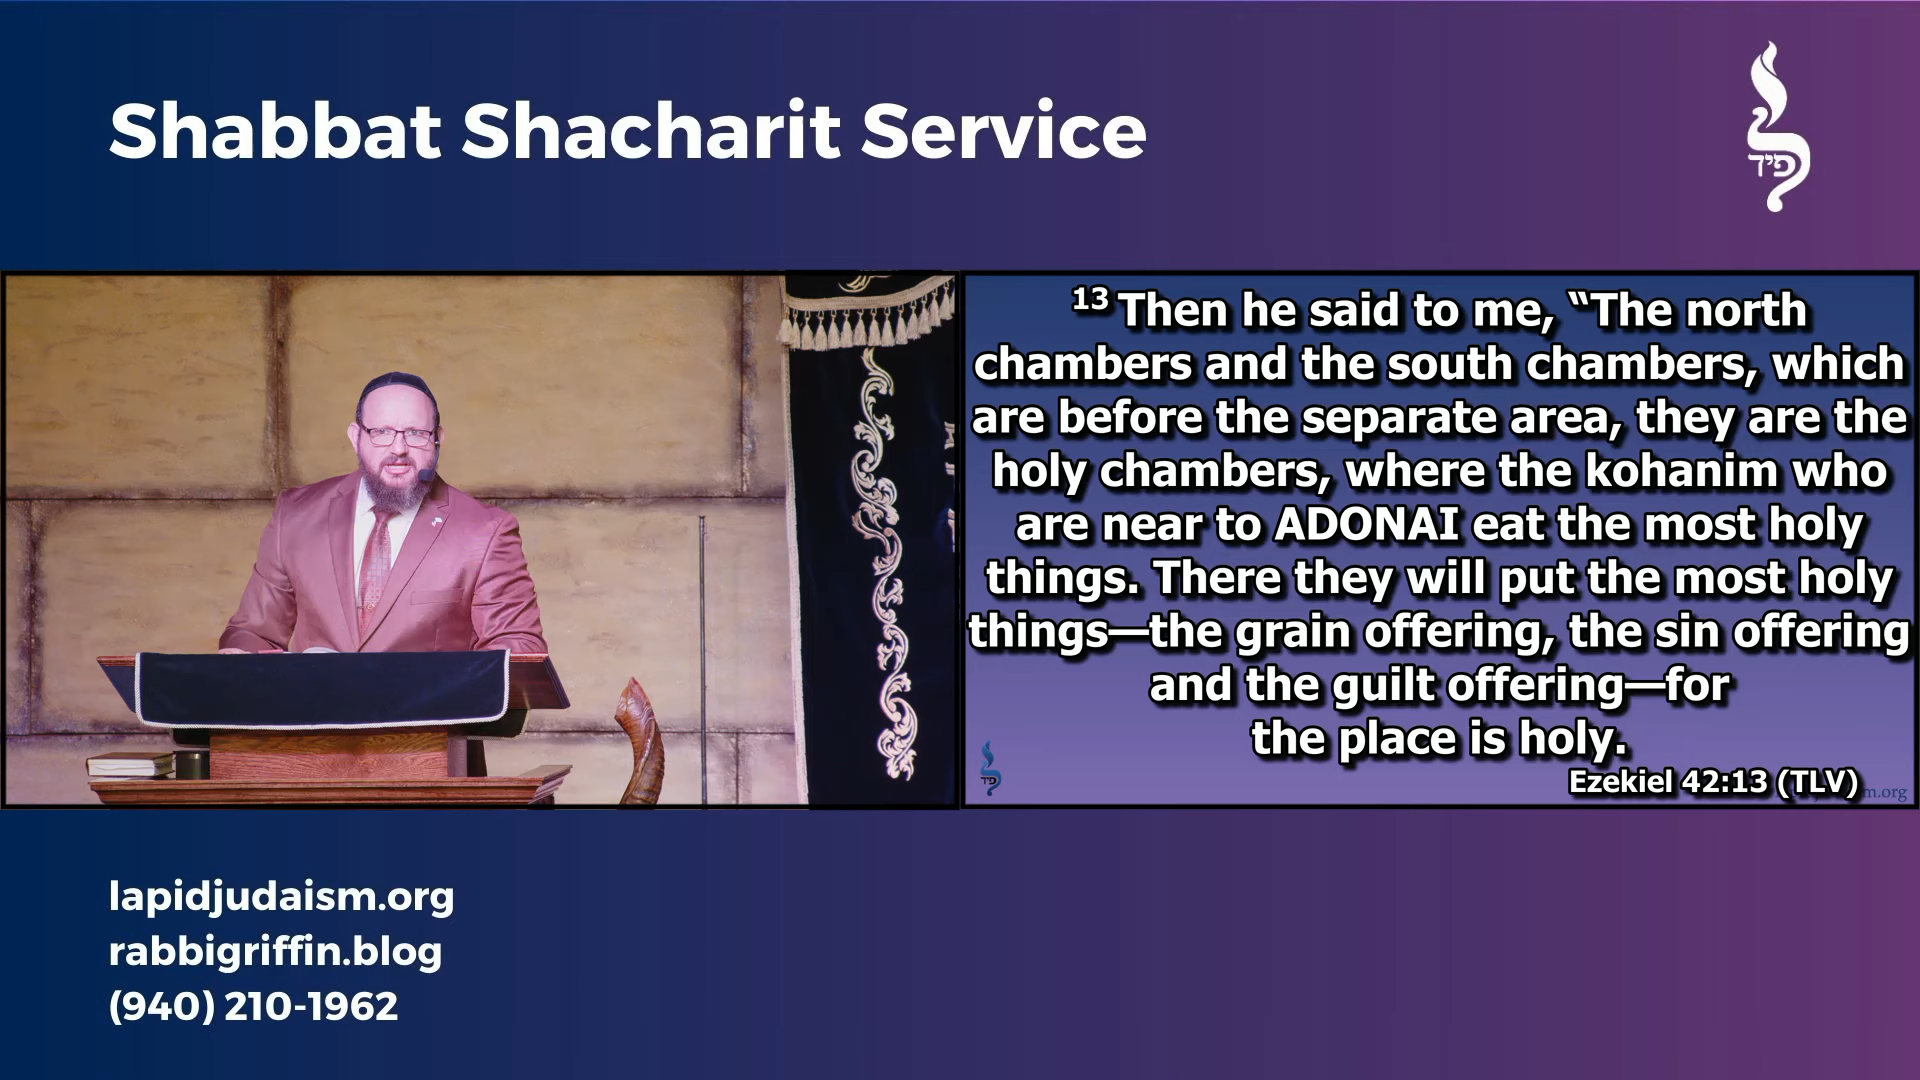 Shabbat Shacharit Service
לפיד
13 Then he said to me, “The north
chambers and the south chambers, which
are before the separate area, they are the
holy chambers, where the kohanim who
are near to ADONAI eat the most holy
things. There they will put the most holy
things—the grain offering, the sin offering
and the guilt offering—for
the place is holy.
Ezekiel 42:13 (TLV)
לפיד
m.org
lapidjudaism.org
rabbigriffin.blog
(940) 210-1962